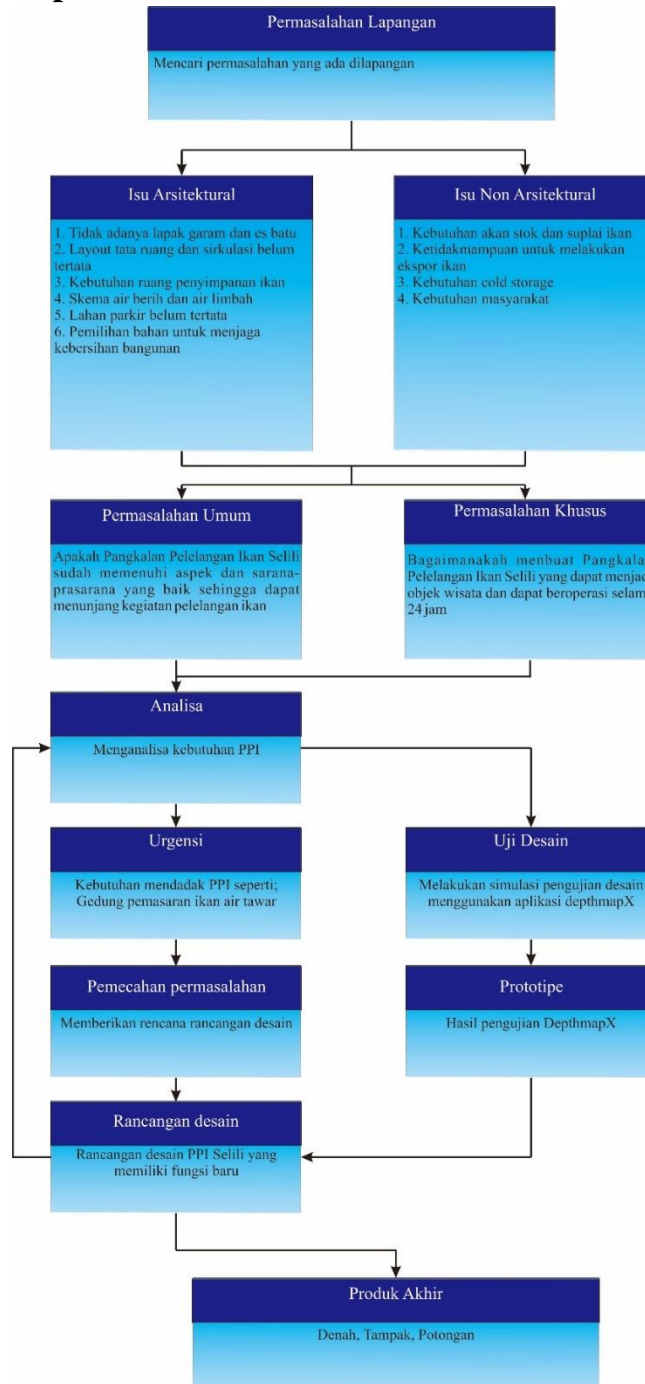 Permasalahan Lapangan
Mencari permasalahan yang ada dilapangan
Isu Arsitektural
1. Tidak adanya lapak garam dan es batu
2. Layout tata ruang dan sirkulasi belum
tertata
3. Kebutuhan ruang penyimpanan ikan
4. Skema air berih dan air limbah
5. Lahan parkir belum tertata
6. Pemilihan bahan untuk menjaga
kebersihan bangunan
Isu Non Arsitektural
1. Kebutuhan akan stok dan suplai ikan
2. Ketidakmampuan untuk melakukan
ekspor ikan
3. Kebutuhan cold storage
4. Kebutuhan masyarakat
Permasalahan Umum
Apakah Pangkalan Pelelangan Ikan Selili
sudah memenuhi aspek dan sarana-
prasarana yang baik sehingga dapat
menunjang kegiatan pelelangan ikan
Permasalahan Khusus
Bagaimanakah menbuat Pangkala
Pelelangan Ikan Selili yang dapat menjad
objek wisata dan dapat beroperasi selam
24 jam
Analisa
Menganalisa kebutuhan PPI
Urgensi
Kebutuhan mendadak PPI seperti;
Gedung pemasaran ikan air tawar
Uji Desain
Melakukan simulasi pengujian desain
menggunakan aplikasi depthmapX
Pemecahan permasalahan
Memberikan rencana rancangan desain
Prototipe
Hasil pengujian DepthmapX
Rancangan desain
Rancangan desain PPI Selili yang
memiliki fungsi baru
Produk Akhir
Denah, Tampak, Potongan